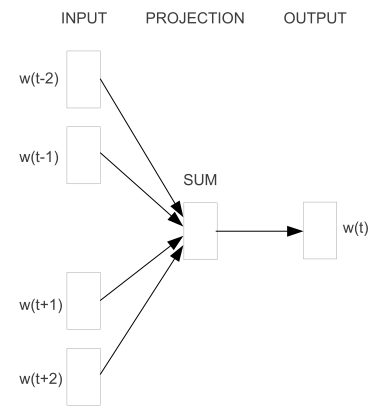 INPUT PROJECTION OUTPUT
w(t-2)
w(t-1)
SUM
w(t)
w(t+1)
w(t+2)